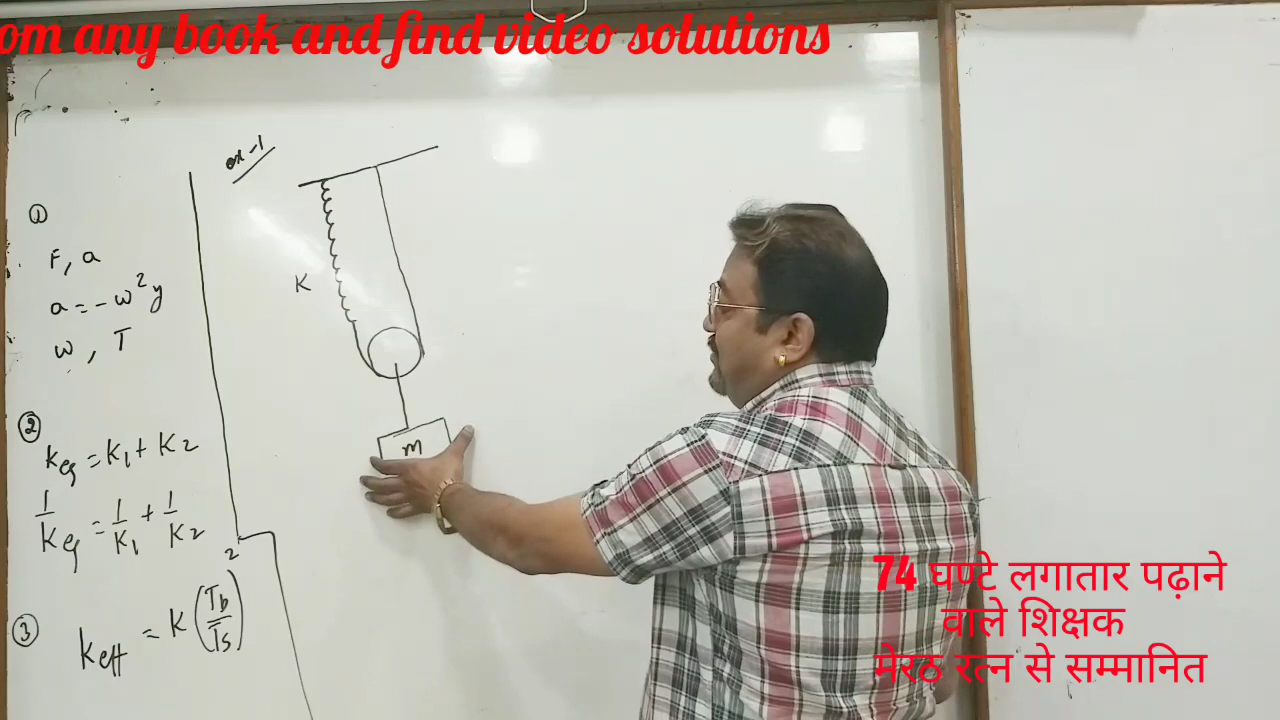 om any book and find video solutions
ex-1
①
F, a
a = -ω²y
ω, T
K
m
②
Keq = K₁ + K₂
1/Keq = 1/K₁ + 1/K₂
③
Keff = K (Tb/Ts)²
74 घण्टे लगातार पढ़ाने
वाले शिक्षक
मेरठ रत्न से सम्मानित